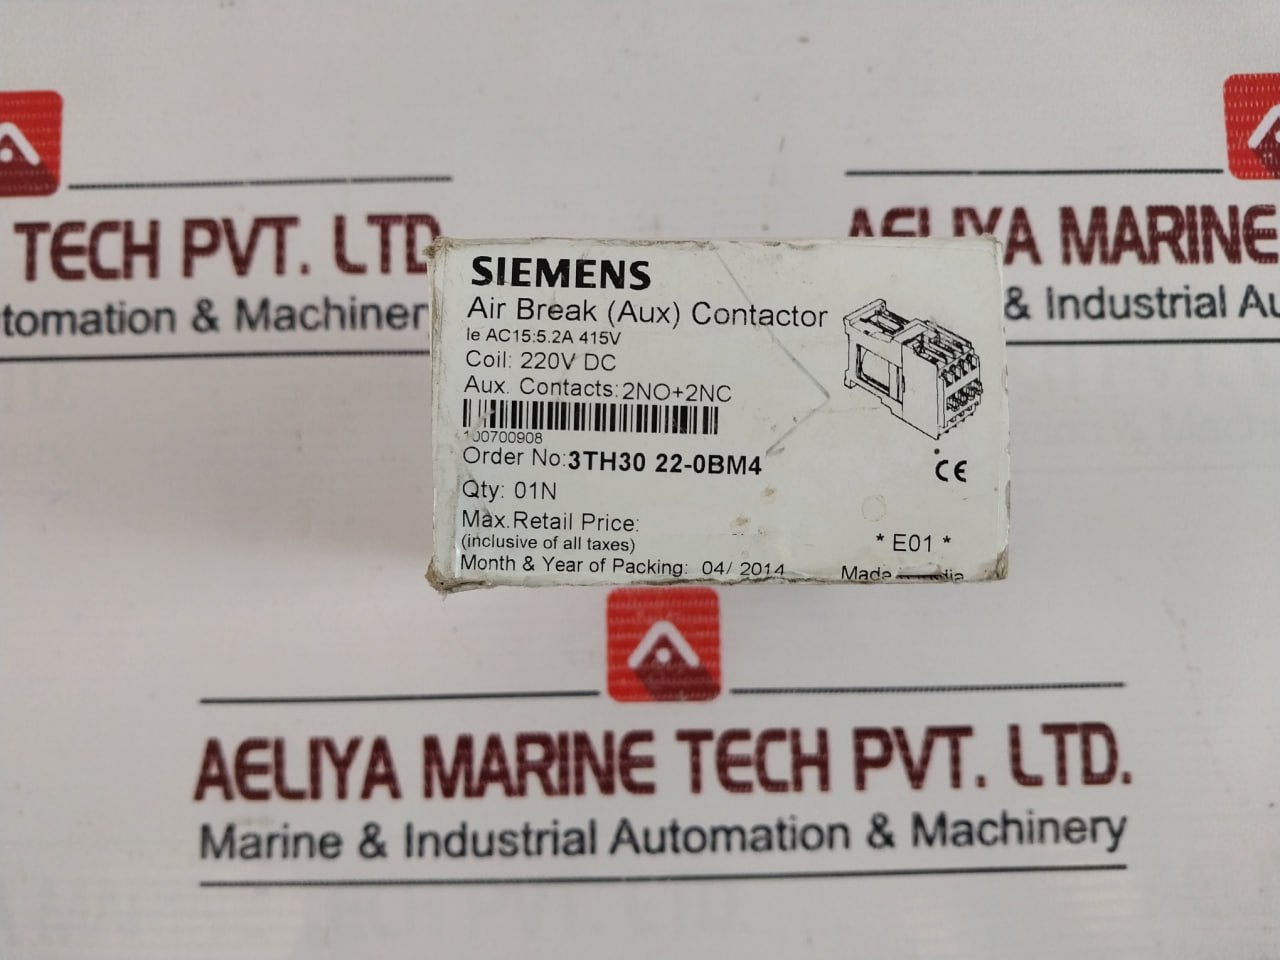 TECH PVT. LTD
tomation & Machiner
AELIYA MARINE
& Industrial Au
SIEMENS
Air Break (Aux) Contactor
Ie AC15:5.2A 415V
Coil: 220V DC
Aux. Contacts: 2NO+2NC
100700908
Order No:3TH30 22-0BM4
Qty: 01N
Max.Retail Price:
(inclusive of all taxes)
Month & Year of Packing: 04/ 2014
CE
* E01 *
Made in India
AELIYA MARINE TECH PVT. LTD.
Marine & Industrial Automation & Machinery